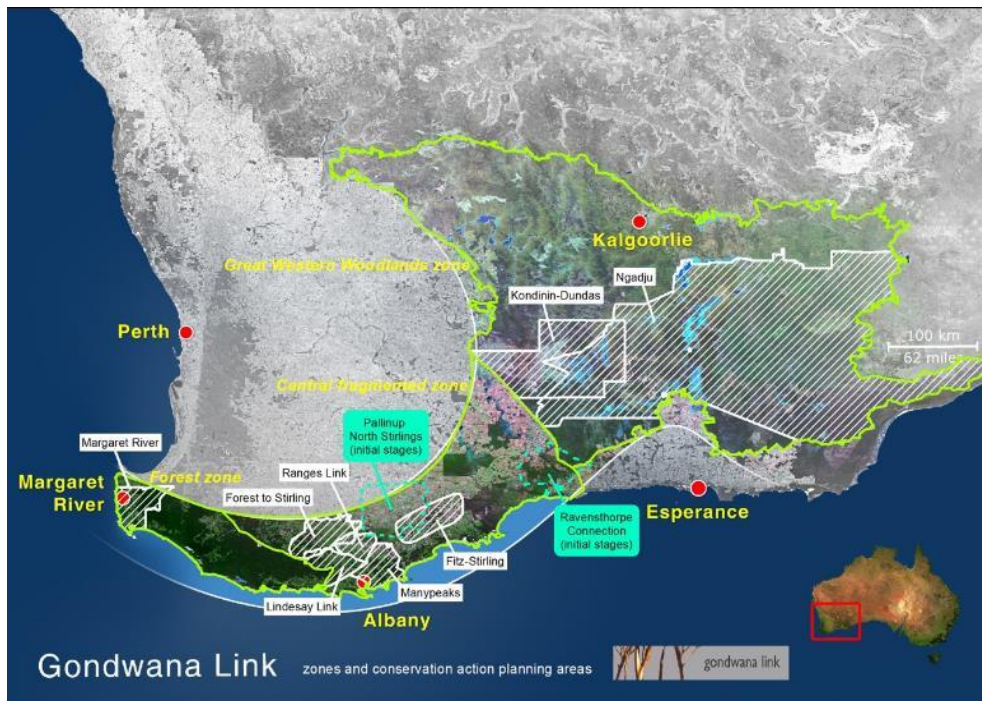 Kalgoorlie
Great Western Woodlands zone
Ngadju
Kondinin-Dundas
Perth
100 km
62 miles
Central fragmented zone
Pallinup
North Stirlings
(initial stages)
Margaret River
Forest zone
Ranges Link
Margaret
River
Forest to Stirling
Esperance
Ravensthorpe
Connection
(initial stages)
Fitz-Stirling
Manypeaks
Lindesay Link
Albany
Gondwana Link
zones and conservation action planning areas
gondwana link